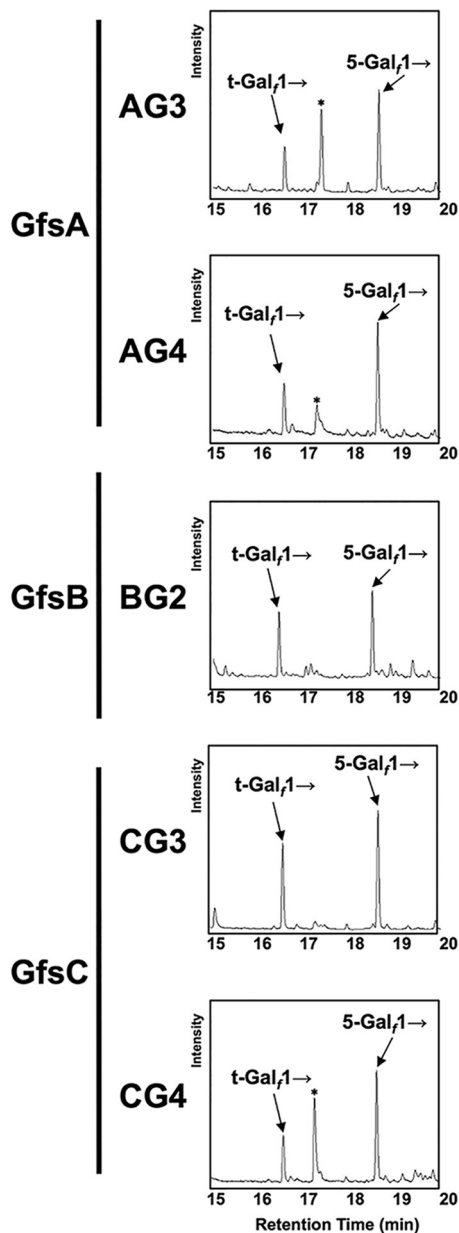 GfsA
AG3
Intensity
t-Galf1→
*
5-Galf1→
15 16 17 18 19 20
AG4
Intensity
t-Galf1→
*
5-Galf1→
15 16 17 18 19 20
GfsB
BG2
Intensity
t-Galf1→
5-Galf1→
15 16 17 18 19 20
GfsC
CG3
Intensity
t-Galf1→
5-Galf1→
15 16 17 18 19 20
CG4
Intensity
t-Galf1→
*
5-Galf1→
15 16 17 18 19 20
Retention Time (min)